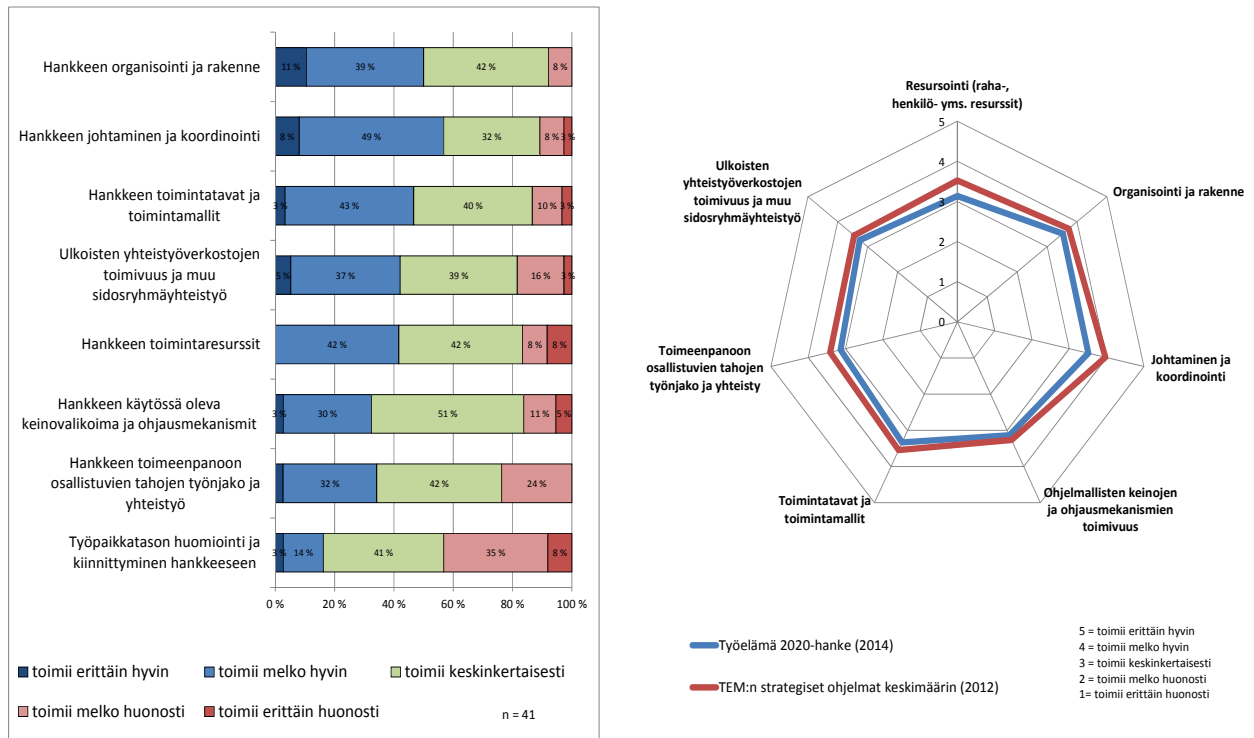 Hankkeen organisointi ja rakenne
11 %
39 %
42 %
8 %
Hankkeen johtaminen ja koordinointi
8 %
49 %
32 %
8 %
3 %
Hankkeen toimintatavat ja
toimintamallit
3 %
43 %
40 %
10 %
3 %
Ulkoisten yhteistyöverkostojen
toimivuus ja muu
sidosryhmäyhteistyö
5 %
37 %
39 %
16 %
3 %
Hankkeen toimintaresurssit
42 %
42 %
8 %
8 %
Hankkeen käytössä oleva
keinovalikoima ja ohjausmekanismit
3 %
30 %
51 %
11 %
5 %
Hankkeen toimeenpanoon
osallistuvien tahojen työnjako ja
yhteistyö
32 %
42 %
24 %
Työpaikkatason huomiointi ja
kiinnittyminen hankkeeseen
3 %
14 %
41 %
35 %
8 %
0 %
20 %
40 %
60 %
80 %
100 %
toimii erittäin hyvin
toimii melko hyvin
toimii keskinkertaisesti
toimii melko huonosti
toimii erittäin huonosti
n = 41
Resursointi (raha-,
henkilö- yms. resurssit)
5
4
3
2
1
0
Organisointi ja rakenne
Johtaminen ja
koordinointi
Ohjelmallisten keinojen
ja ohjausmekanismien
toimivuus
Toimintatavat ja
toimintamallit
Toimeenpanoon
osallistuvien tahojen
työnjako ja yhteisty
Ulkoisten
yhteistyöverkostojen
toimivuus ja muu
sidosryhmäyhteistyö
Työelämä 2020-hanke (2014)
TEM:n strategiset ohjelmat keskimäärin (2012)
5 = toimii erittäin hyvin
4 = toimii melko hyvin
3 = toimii keskinkertaisesti
2 = toimii melko huonosti
1= toimii erittäin huonosti